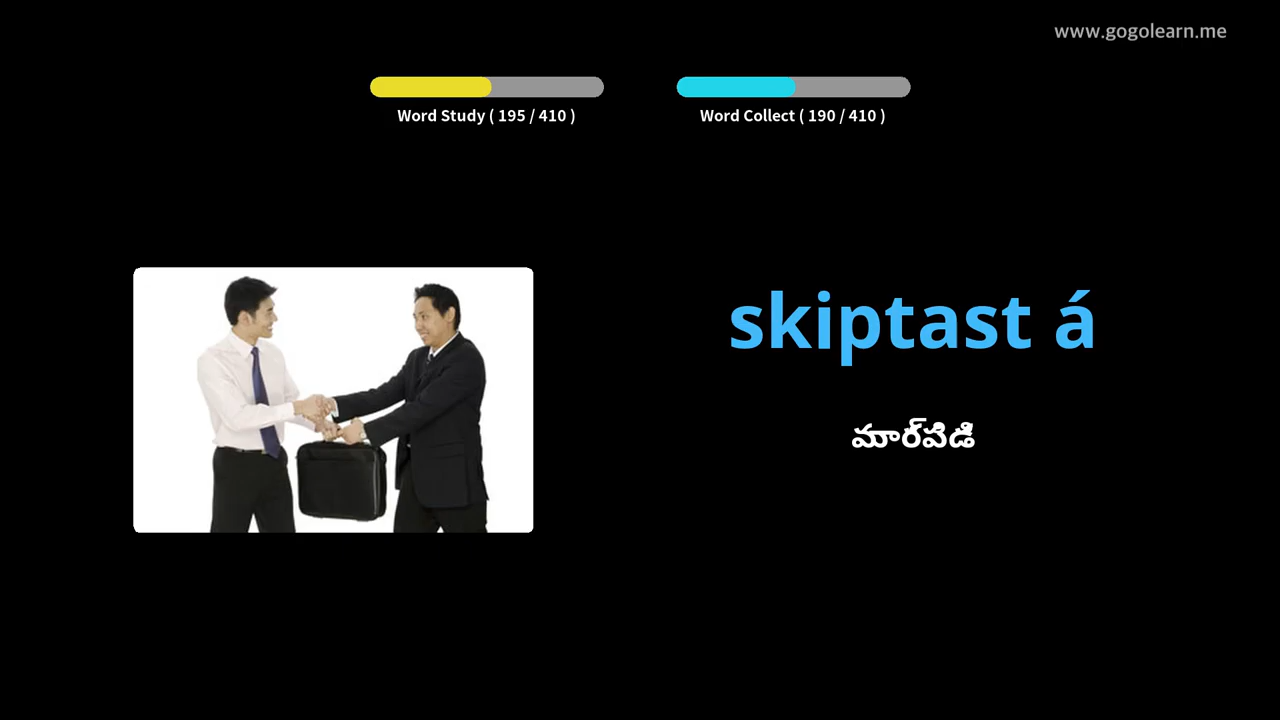 www.gogolearn.me
Word Study ( 195 / 410 )
Word Collect ( 190 / 410 )
skiptast á
మార్‌పిడి